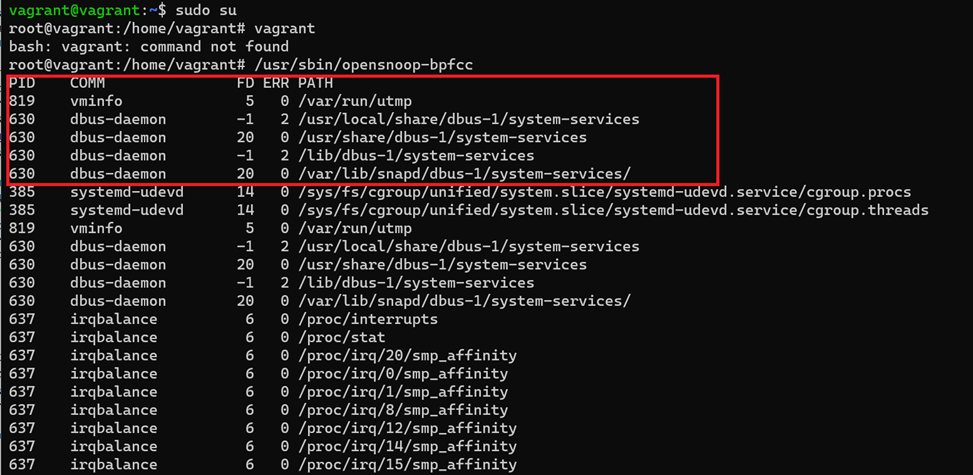 vagrant@vagrant:~$ sudo su
root@vagrant:/home/vagrant# vagrant
bash: vagrant: command not found
root@vagrant:/home/vagrant# /usr/sbin/opensnoop-bpfcc
PID    COMM               FD ERR PATH
819    vminfo              5   0 /var/run/utmp
630    dbus-daemon        -1   2 /usr/local/share/dbus-1/system-services
630    dbus-daemon        20   0 /usr/share/dbus-1/system-services
630    dbus-daemon        -1   2 /lib/dbus-1/system-services
630    dbus-daemon        20   0 /var/lib/snapd/dbus-1/system-services/
385    systemd-udevd      14   0 /sys/fs/cgroup/unified/system.slice/systemd-udevd.service/cgroup.procs
385    systemd-udevd      14   0 /sys/fs/cgroup/unified/system.slice/systemd-udevd.service/cgroup.threads
819    vminfo              5   0 /var/run/utmp
630    dbus-daemon        -1   2 /usr/local/share/dbus-1/system-services
630    dbus-daemon        20   0 /usr/share/dbus-1/system-services
630    dbus-daemon        -1   2 /lib/dbus-1/system-services
630    dbus-daemon        20   0 /var/lib/snapd/dbus-1/system-services/
637    irqbalance          6   0 /proc/interrupts
637    irqbalance          6   0 /proc/stat
637    irqbalance          6   0 /proc/irq/20/smp_affinity
637    irqbalance          6   0 /proc/irq/0/smp_affinity
637    irqbalance          6   0 /proc/irq/1/smp_affinity
637    irqbalance          6   0 /proc/irq/8/smp_affinity
637    irqbalance          6   0 /proc/irq/12/smp_affinity
637    irqbalance          6   0 /proc/irq/14/smp_affinity
637    irqbalance          6   0 /proc/irq/15/smp_affinity